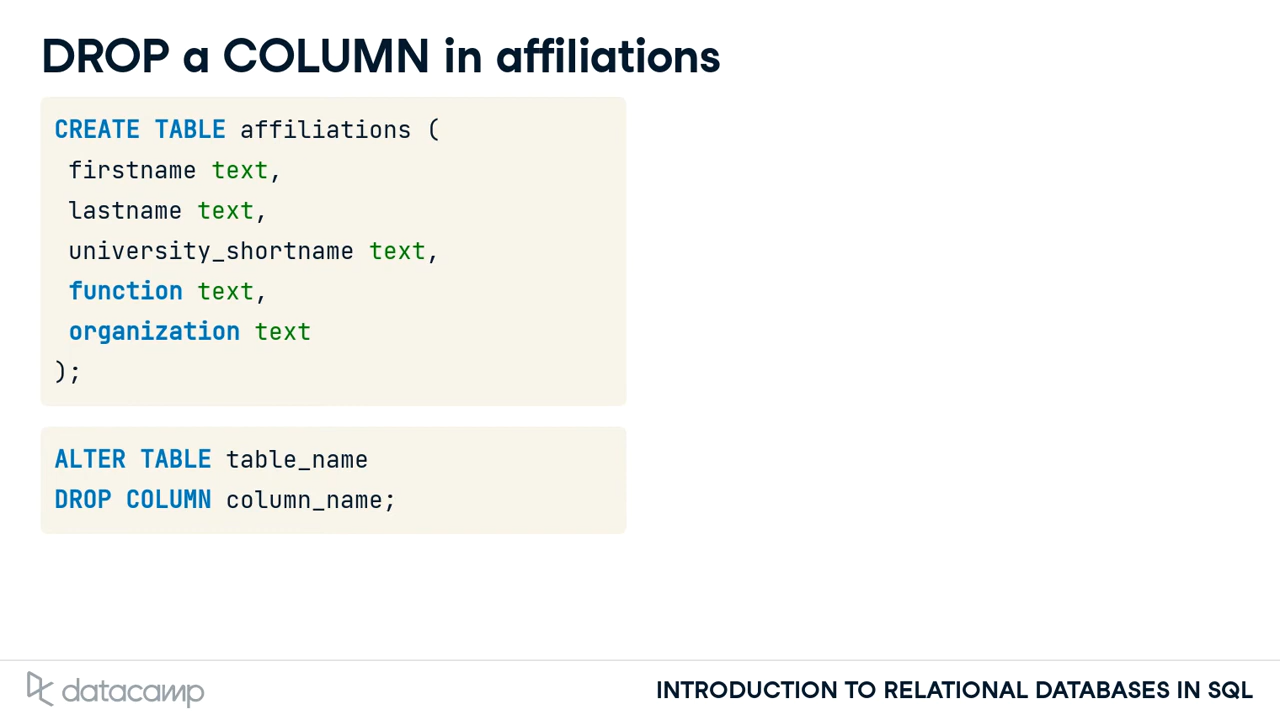 DROP a COLUMN in affiliations
CREATE TABLE affiliations (
 firstname text,
 lastname text,
 university_shortname text,
 function text,
 organization text
);
ALTER TABLE table_name
DROP COLUMN column_name;
datacamp
INTRODUCTION TO RELATIONAL DATABASES IN SQL